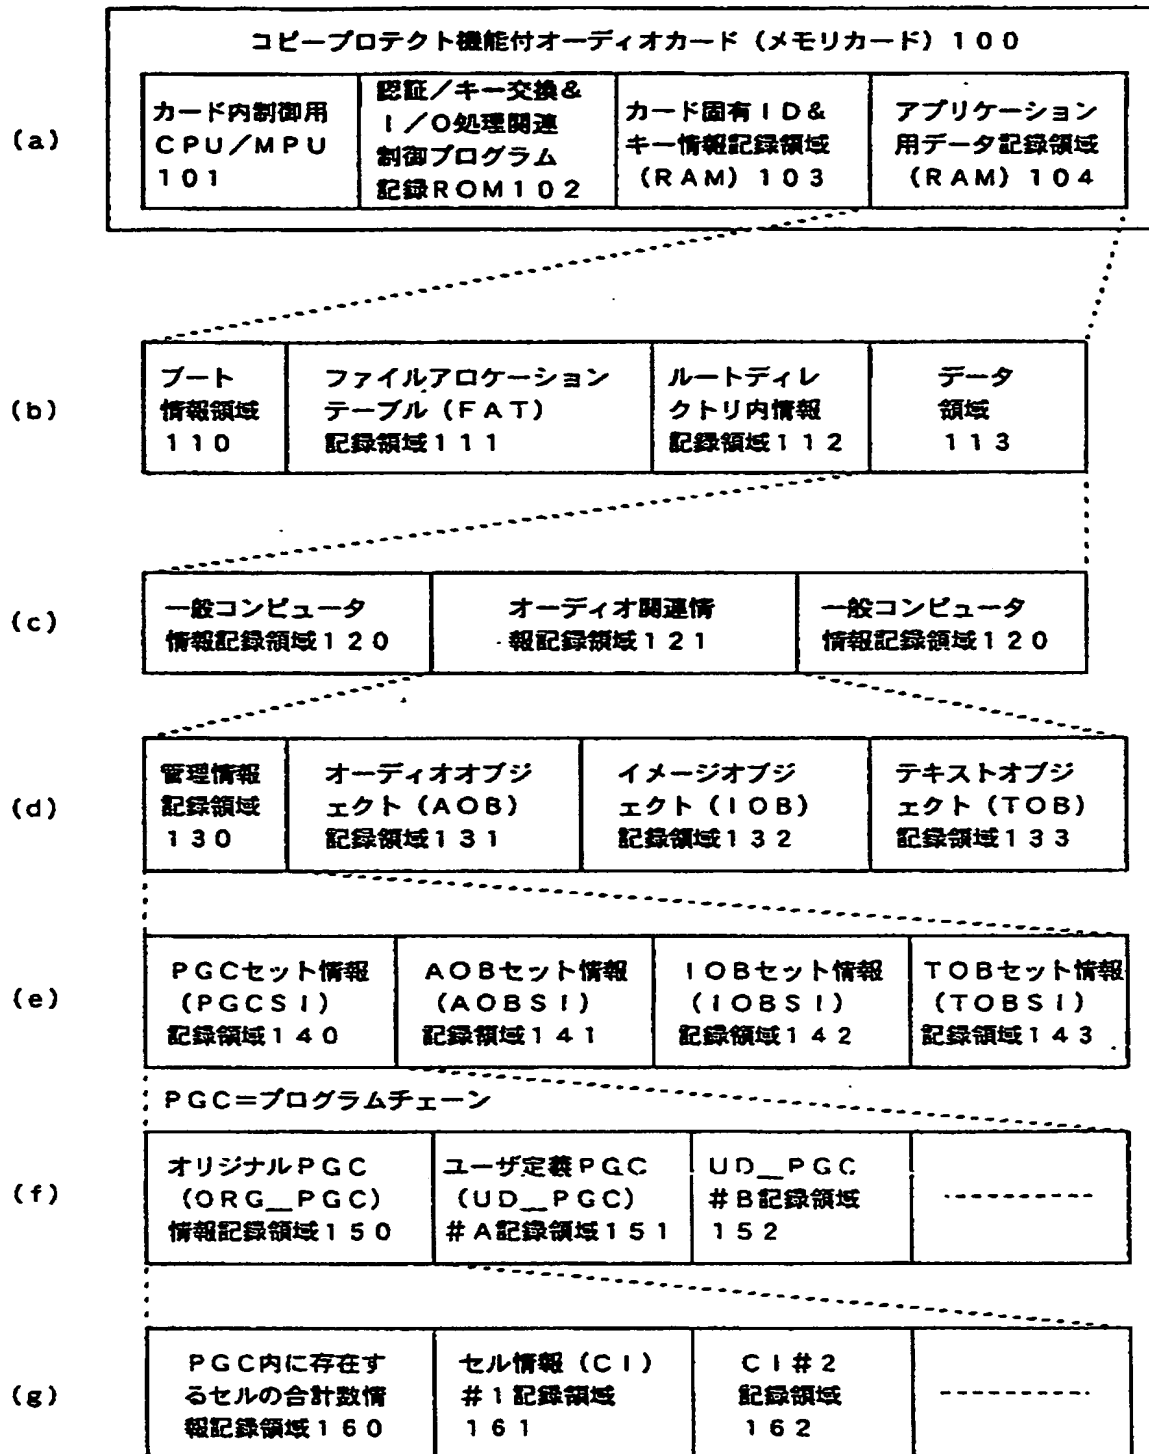 コピープロテクト機能付オーディオカード（メモリカード）１００
(a)
カード内制御用
ＣＰＵ／ＭＰＵ
１０１
認証／キー交換＆
Ｉ／Ｏ処理関連
制御プログラム
記録ＲＯＭ１０２
カード固有ＩＤ＆
キー情報記録領域
（ＲＡＭ）１０３
アプリケーション
用データ記録領域
（ＲＡＭ）１０４
(b)
ブート
情報領域
１１０
ファイルアロケーション
テーブル（ＦＡＴ）
記録領域１１１
ルートディレ
クトリ内情報
記録領域１１２
データ
領域
１１３
(c)
一般コンピュータ
情報記録領域１２０
オーディオ関連情
報記録領域１２１
一般コンピュータ
情報記録領域１２０
(d)
管理情報
記録領域
１３０
オーディオオブジ
ェクト（ＡＯＢ）
記録領域１３１
イメージオブジ
ェクト（ＩＯＢ）
記録領域１３２
テキストオブジ
ェクト（ＴＯＢ）
記録領域１３３
(e)
ＰＧＣセット情報
（ＰＧＣＳＩ）
記録領域１４０
ＡＯＢセット情報
（ＡＯＢＳＩ）
記録領域１４１
ＩＯＢセット情報
（ＩＯＢＳＩ）
記録領域１４２
ＴＯＢセット情報
（ＴＯＢＳＩ）
記録領域１４３
ＰＧＣ＝プログラムチェーン
(f)
オリジナルＰＧＣ
（ＯＲＧ＿ＰＧＣ）
情報記録領域１５０
ユーザ定義ＰＧＣ
（ＵＤ＿ＰＧＣ）
＃Ａ記録領域１５１
ＵＤ＿ＰＧＣ
＃Ｂ記録領域
１５２
(g)
ＰＧＣ内に存在す
るセルの合計数情
報記録領域１６０
セル情報（ＣＩ）
＃１記録領域
１６１
ＣＩ＃２
記録領域
１６２